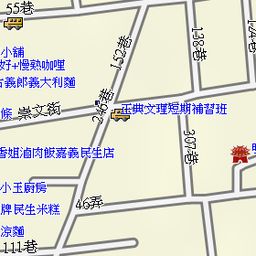 55巷
152巷
138巷
小舖
好+慢熱咖哩
古義郎義大利麵
條
崇文街
246巷
王典文理短期補習班
307巷
香姐滷肉飯嘉義民生店
小玉廚房
46弄
牌民生米糕
涼麵
111巷